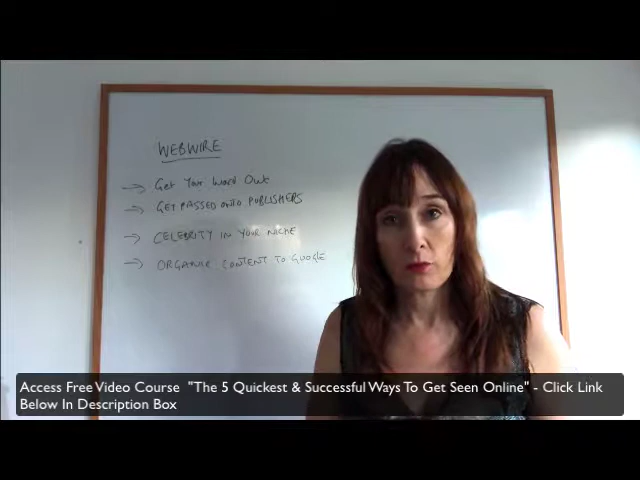 WEBWIRE
→ Get Your Word Out
→ GET PASSED ONTO PUBLISHERS
→ CELEBRITY IN YOUR NICHE
→ ORGANIC CONTENT TO GOOGLE
Access Free Video Course "The 5 Quickest & Successful Ways To Get Seen Online" - Click Link
Below In Description Box